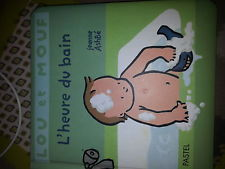 LOU et MOUF
L'heure du bain
Jeanne
Ashbé
PASTEL